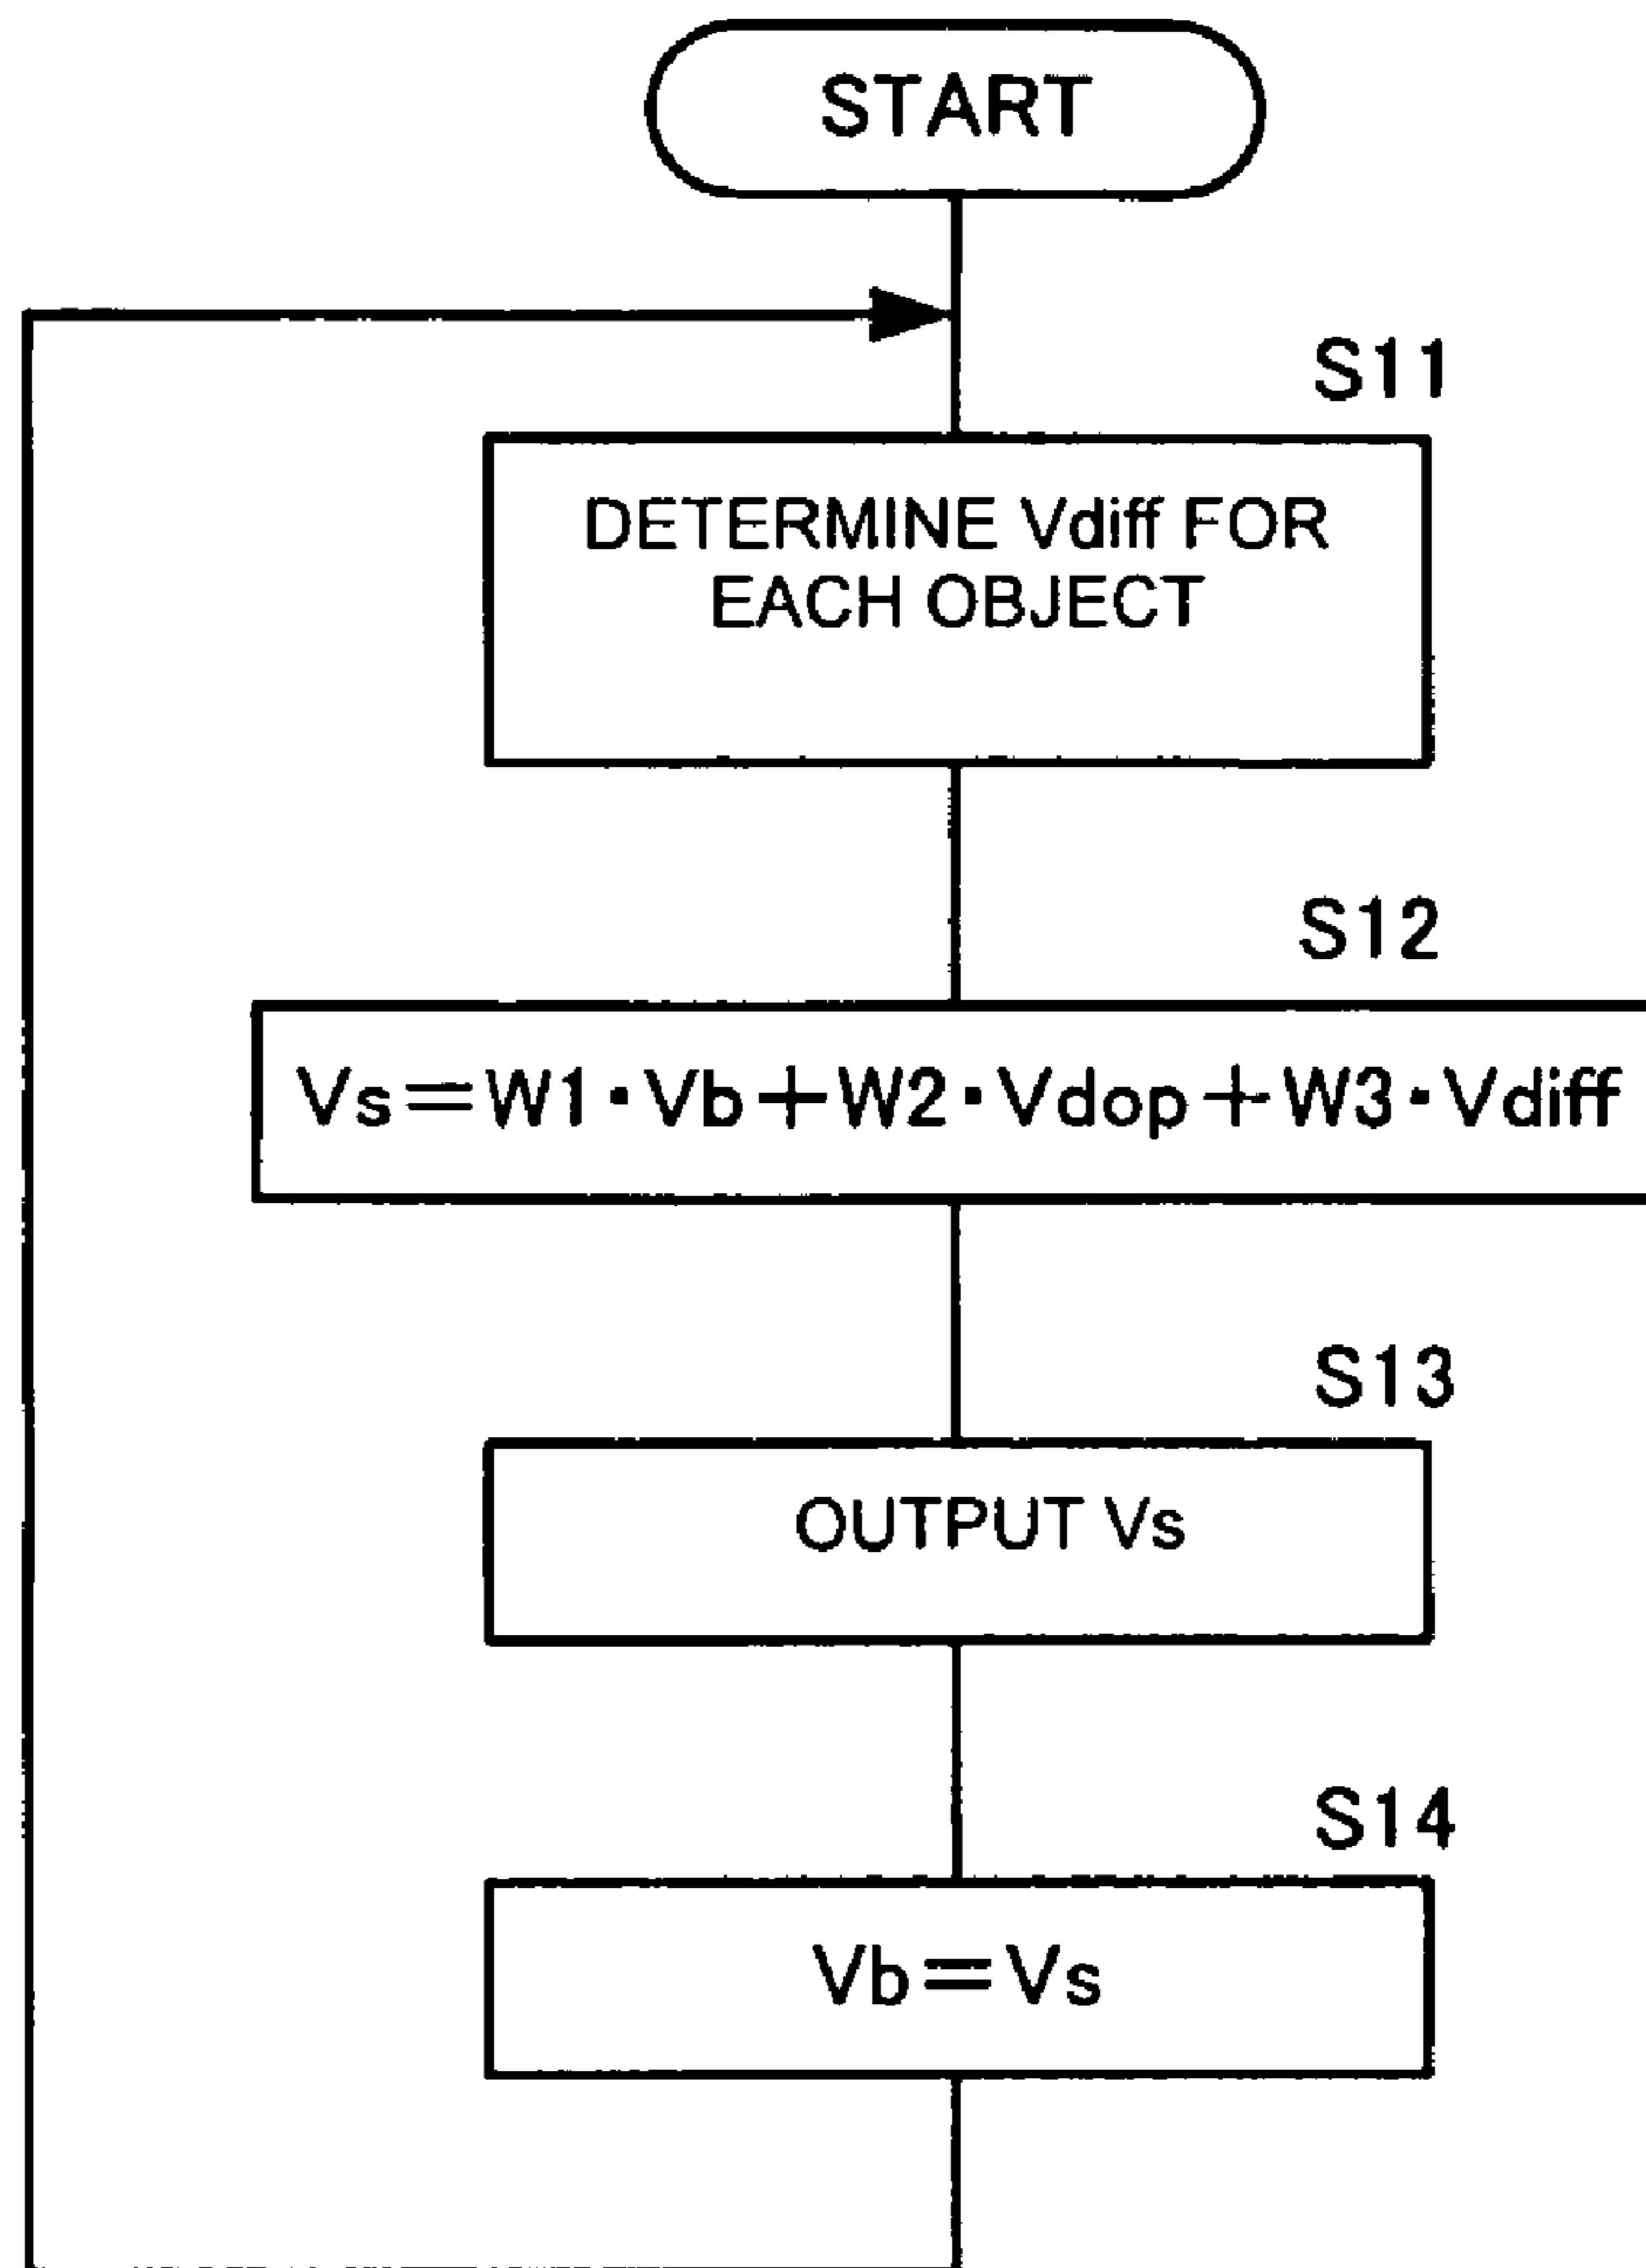 START
S11
DETERMINE Vdiff FOR
EACH OBJECT
S12
Vs=W1·Vb+W2·Vdop+W3·Vdiff
S13
OUTPUT Vs
S14
Vb=Vs